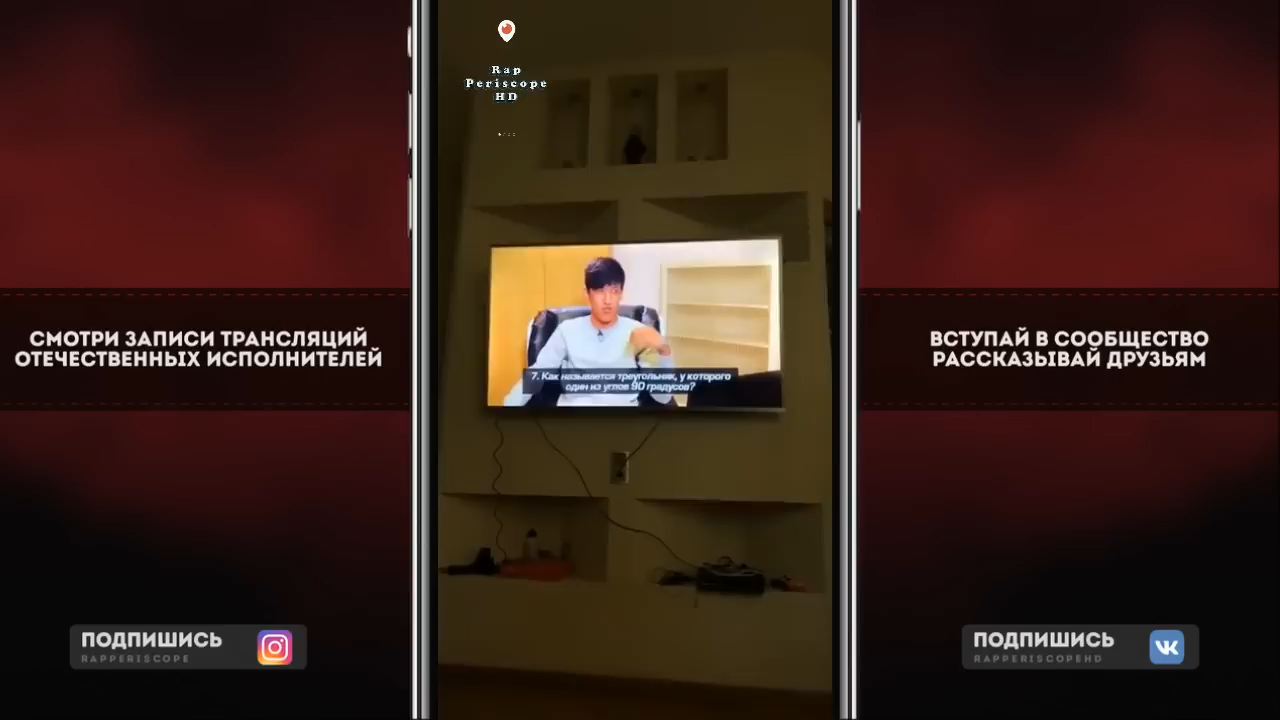 Rap
Periscope
HD
СМОТРИ ЗАПИСИ ТРАНСЛЯЦИЙ
ОТЕЧЕСТВЕННЫХ ИСПОЛНИТЕЛЕЙ
ВСТУПАЙ В СООБЩЕСТВО
РАССКАЗЫВАЙ ДРУЗЬЯМ
7. Как называется треугольник, у которого
один из углов 90 градусов?
ПОДПИШИСЬ
RAPPERISCOPE
ПОДПИШИСЬ
RAPPERISCOPEHD